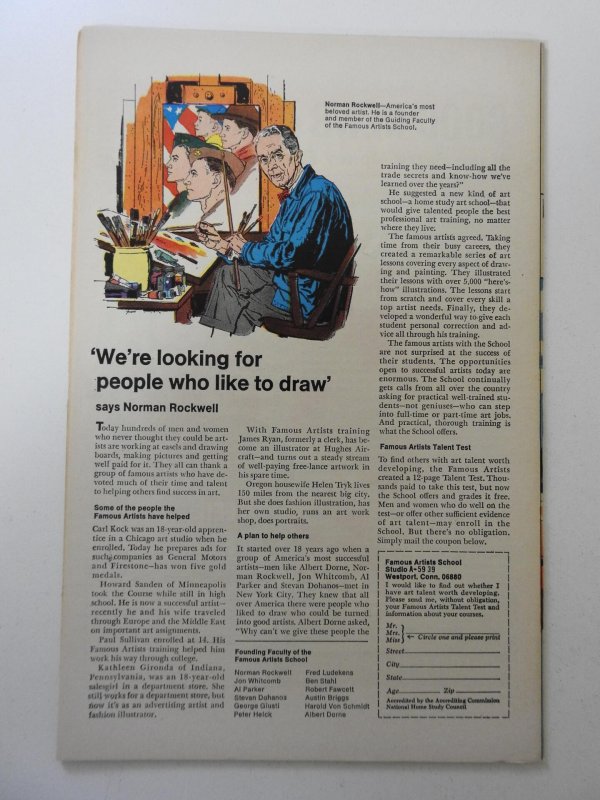 Norman Rockwell—America's most
beloved artist. He is a founder
and member of the Guiding Faculty
of the Famous Artists School.
'We're looking for
people who like to draw'
says Norman Rockwell
Today hundreds of men and women
who never thought they could be art-
ists are working at easels and drawing
boards, making pictures and getting
well paid for it. They all can thank a
group of famous artists who have de-
voted much of their time and talent
to helping others find success in art.
Some of the people the
Famous Artists have helped
Carl Kock was an 18-year-old appren-
tice in a Chicago art studio when he
enrolled. Today he prepares ads for
such companies as General Motors
and Firestone—has won five gold
medals.
Howard Sanden of Minneapolis
took the Course while still in high
school. He is now a successful artist—
recently he and his wife traveled
through Europe and the Middle East
on important art assignments.
Paul Sullivan enrolled at 14. His
Famous Artists training helped him
work his way through college.
Kathleen Gironda of Indiana,
Pennsylvania, was an 18-year-old
salesgirl in a department store. She
still works for a department store, but
now it's as an advertising artist and
fashion illustrator.
With Famous Artists training
James Ryan, formerly a clerk, has be-
come an illustrator at Hughes Air-
craft—and turns out a steady stream
of well-paying free-lance artwork in
his spare time.
Oregon housewife Helen Tryk lives
150 miles from the nearest big city.
But she does fashion illustration, has
her own studio, runs an art work
shop, does portraits.
A plan to help others
It started over 18 years ago when a
group of America's most successful
artists—men like Albert Dorne, Nor-
man Rockwell, Jon Whitcomb, Al
Parker and Stevan Dohanos—met in
New York City. They knew that all
over America there were people who
liked to draw who could be turned
into good artists. Albert Dorne asked,
"Why can't we give these people the
Founding Faculty of the
Famous Artists School
Norman Rockwell
Jon Whitcomb
Al Parker
Stevan Dohanos
George Giusti
Peter Helck
Fred Ludekens
Ben Stahl
Robert Fawcett
Austin Briggs
Harold Von Schmidt
Albert Dorne
training they need—including all the
trade secrets and know-how we've
learned over the years?"
He suggested a new kind of art
school—a home study art school—that
would give talented people the best
professional art training, no matter
where they live.
The famous artists agreed. Taking
time from their busy careers, they
created a remarkable series of art
lessons covering every aspect of draw-
ing and painting. They illustrated
their lessons with over 5,000 "here's-
how" illustrations. The lessons start
from scratch and cover every skill a
top artist needs. Finally, they de-
veloped a wonderful way to give each
student personal correction and ad-
vice all through his training.
The famous artists with the School
are not surprised at the success of
their students. The opportunities
open to successful artists today are
enormous. The School continually
gets calls from all over the country
asking for practical well-trained stu-
dents—not geniuses—who can step
into full-time or part-time art jobs.
And practical, thorough training is
what the School offers.
Famous Artists Talent Test
To find others with art talent worth
developing, the Famous Artists
created a 12-page Talent Test. Thou-
sands paid to take this test, but now
the School offers and grades it free.
Men and women who do well on the
test—or offer other sufficient evidence
of art talent—may enroll in the
School. But there's no obligation.
Simply mail the coupon below.
Famous Artists School
Studio A-5939
Westport, Conn. 06880
I would like to find out whether I
have art talent worth developing.
Please send me, without obligation,
your Famous Artists Talent Test and
information about your courses.
Mr.
Mrs.
Miss
Circle one and please print
Street
City
State
Age Zip
Accredited by the Accrediting Commission
National Home Study Council